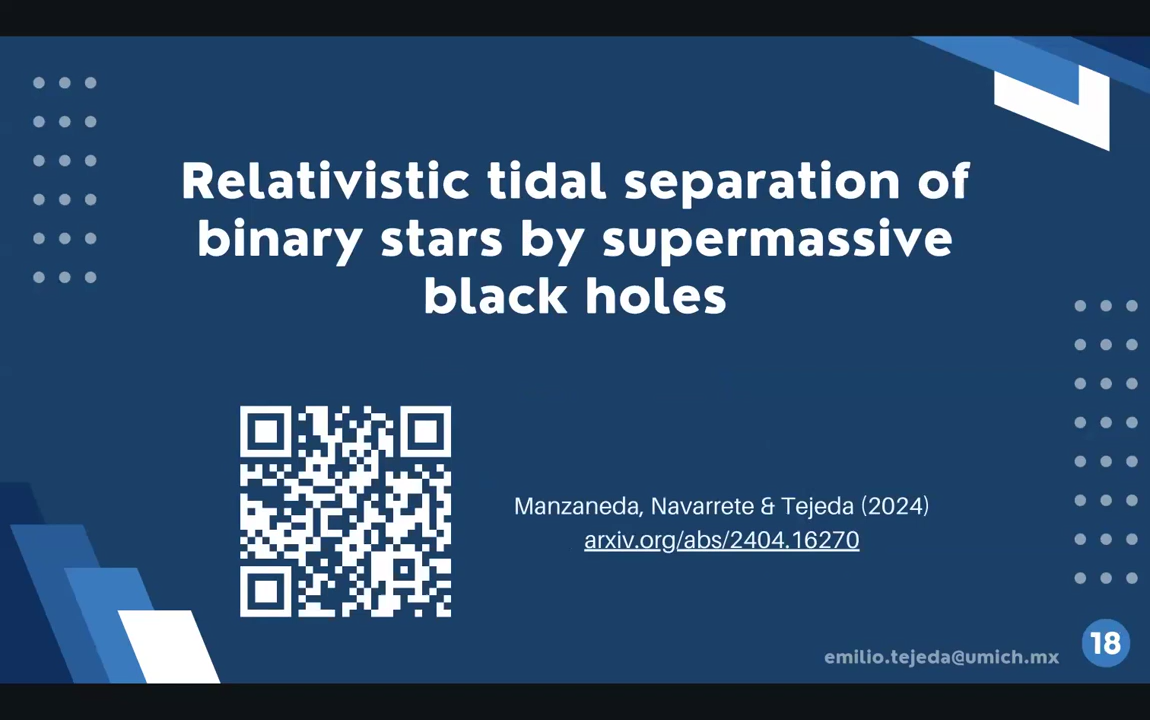 Relativistic tidal separation of
binary stars by supermassive
black holes
Manzaneda, Navarrete & Tejeda (2024)
arxiv.org/abs/2404.16270
emilio.tejeda@umich.mx
18